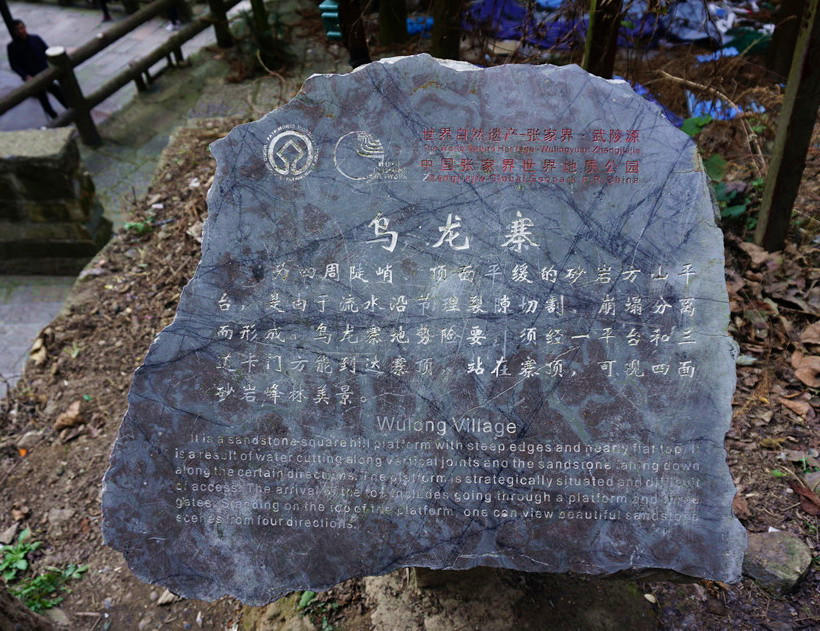 世界自然遗产-张家界·武陵源
中国张家界世界地质公园
Zhangjiajie Global Geopark of China
乌龙寨
为四周陡峭、顶面平缓的砂岩方山平
台，是由于流水沿节理裂隙切割，崩塌分离
而形成。乌龙寨地势险要，须经一平台和三
道卡门方能到达寨顶，站在寨顶，可观四面
砂岩峰林美景。
Wulong Village
It is a sandstone square hill platform with steep edges and nearly flat top. It
is a result of water cutting along vertical joints and the sandstone falling down
along the certain directions. The platform is strategically situated and difficult
of access. The arrival of the top includes going through a platform and three
gates. Standing on the top of the platform, one can view beautiful sandstone
scenes from four directions.